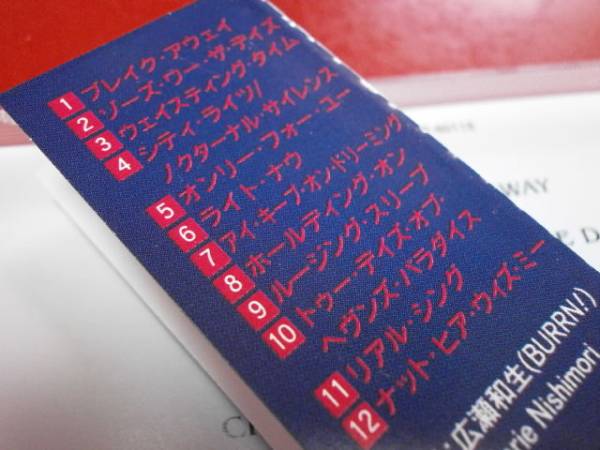 1 ブレイク・アウェイ
2 ゾーズ・ワー・ザ・デイズ
3 ウェイスティング・タイム
4 シティ・ライツ/
ノクターナル・サイレンス
5 オンリー・フォー・ユー
6 ライト・ナウ
7 アイ・キープ・オン・ドリーミング
8 ホールディング・オン
9 ルージング・スリープ
10 トゥー・デイズ・オブ・
ヘヴンズ・パラダイス
11 リアル・シング
12 ナット・ヒア・ウィズ・ミー
広瀬和生(BURRN!)
Nishimori
WAY